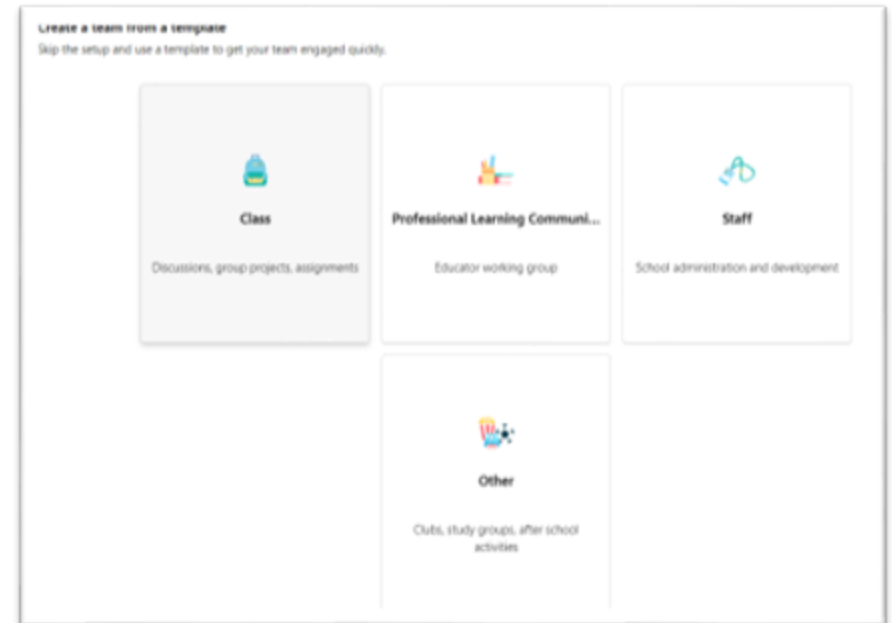 Create a team from a template
Skip the setup and use a template to get your team engaged quickly.
Class
Discussions, group projects, assignments
Professional Learning Communi...
Educator working group
Staff
School administration and development
Other
Clubs, study groups, after school
activities